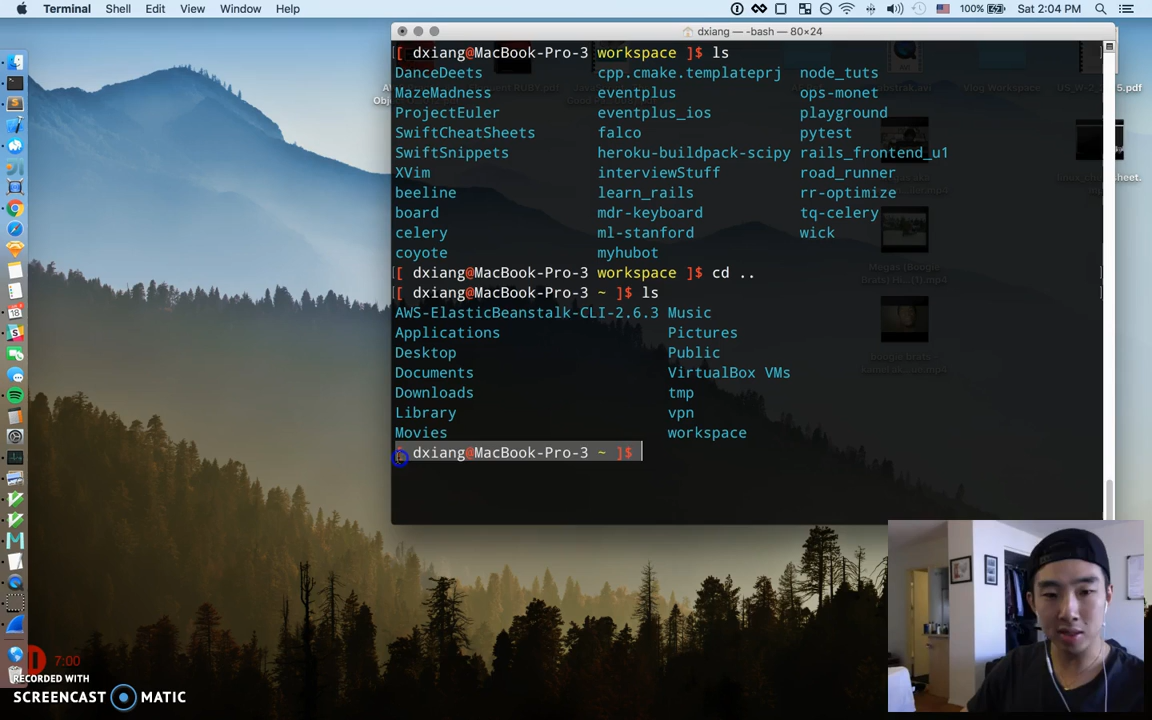 Terminal Shell Edit View Window Help 100% Sat 2:04 PM
dxiang — -bash — 80×24
[ dxiang@MacBook-Pro-3 workspace ]$ ls
DanceDeets cpp.cmake.templateprj node_tuts
MazeMadness eventplus ops-monet
ProjectEuler eventplus_ios playground
SwiftCheatSheets falco pytest
SwiftSnippets heroku-buildpack-scipy rails_frontend_u1
XVim interviewStuff road_runner
beeline learn_rails rr-optimize
board mdr-keyboard tq-celery
celery ml-stanford wick
coyote myhubot
[ dxiang@MacBook-Pro-3 workspace ]$ cd ..
[ dxiang@MacBook-Pro-3 ~ ]$ ls
AWS-ElasticBeanstalk-CLI-2.6.3 Music
Applications Pictures
Desktop Public
Documents VirtualBox VMs
Downloads tmp
Library vpn
Movies workspace
[ dxiang@MacBook-Pro-3 ~ ]$
7:00
RECORDED WITH
SCREENCAST MATIC